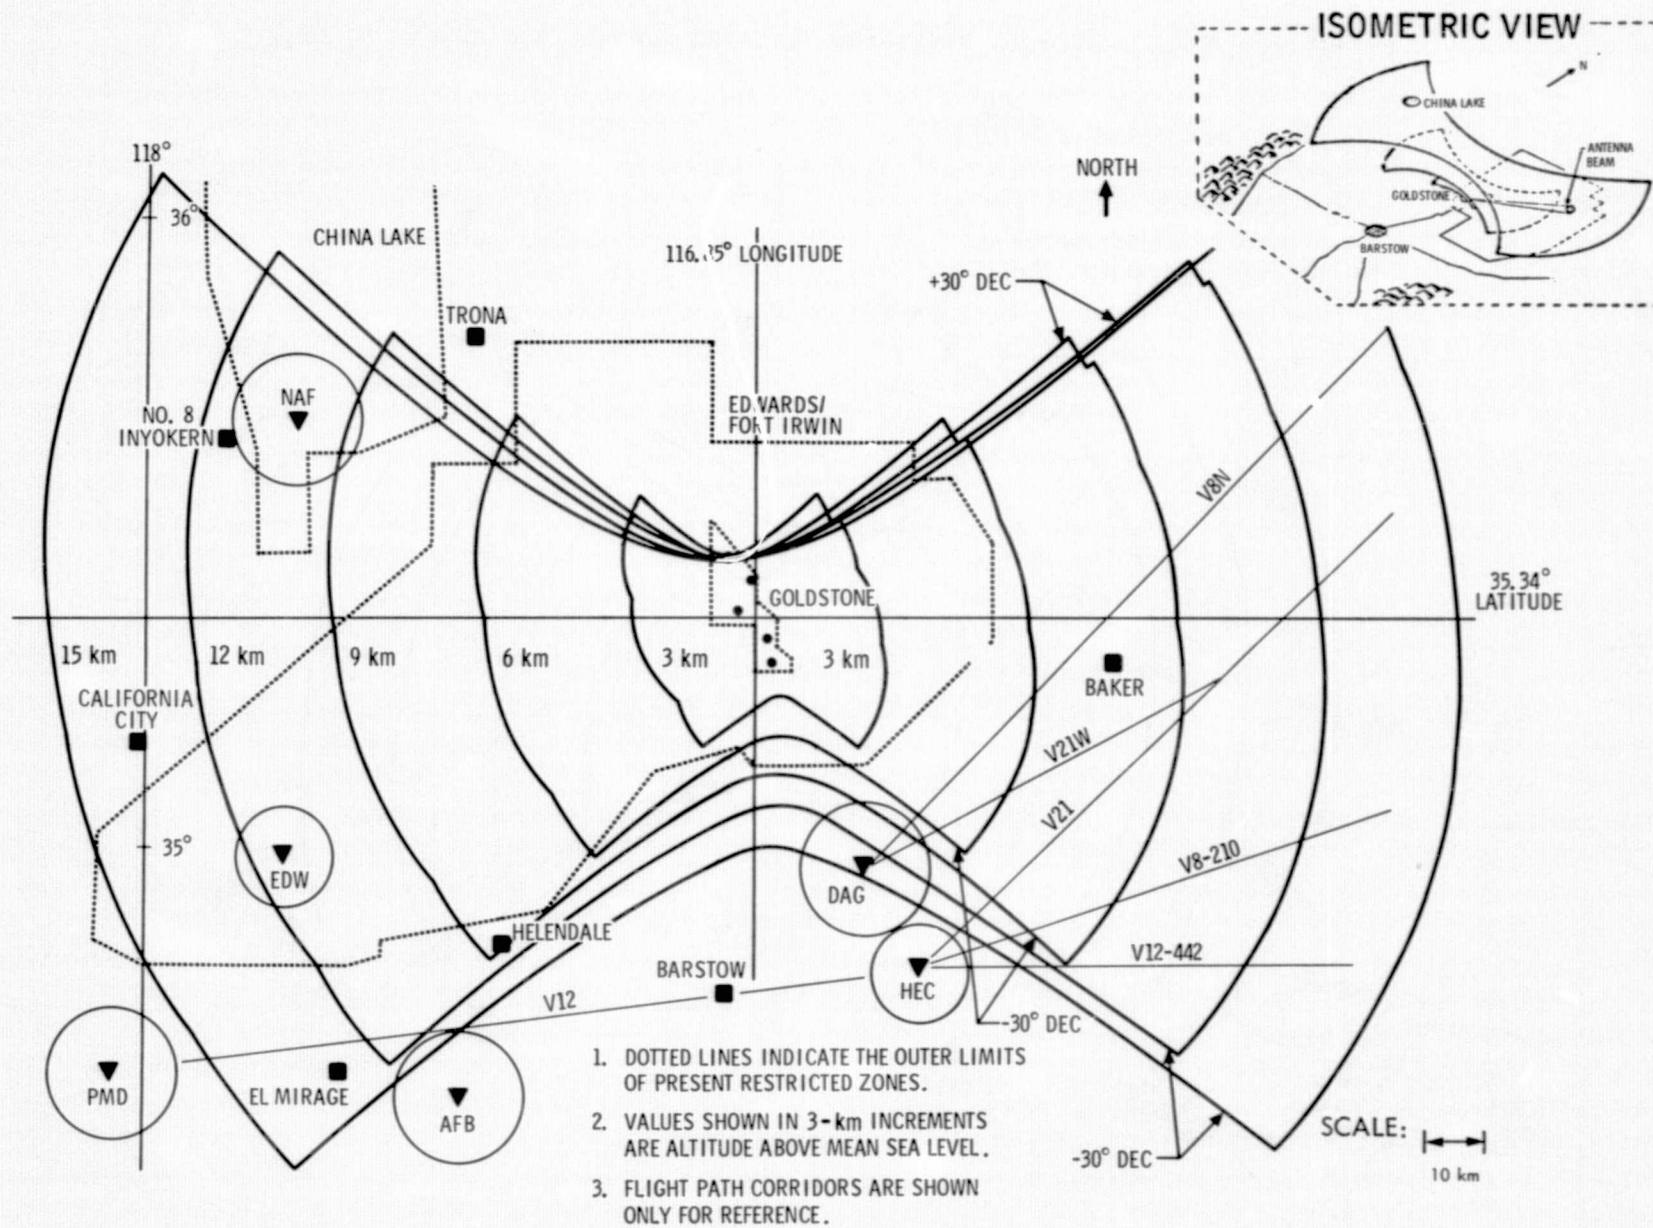 ISOMETRIC VIEW
N
CHINA LAKE
ANTENNA
BEAM
GOLDSTONE
BARSTOW
118°
36°
CHINA LAKE
NORTH
116. 5° LONGITUDE
+30° DEC
TRONA
NAF
NO. 8
INYOKERN
EDWARDS/
FORT IRWIN
V8N
35.34°
LATITUDE
GOLDSTONE
15 km
12 km
9 km
6 km
3 km
3 km
BAKER
CALIFORNIA
CITY
V21W
V21
35°
EDW
DAG
V8-210
HELENDALE
V12-442
BARSTOW
HEC
V12
-30° DEC
PMD
EL MIRAGE
AFB
1. DOTTED LINES INDICATE THE OUTER LIMITS
OF PRESENT RESTRICTED ZONES.
2. VALUES SHOWN IN 3-km INCREMENTS
ARE ALTITUDE ABOVE MEAN SEA LEVEL.
3. FLIGHT PATH CORRIDORS ARE SHOWN
ONLY FOR REFERENCE.
-30° DEC
SCALE:
10 km